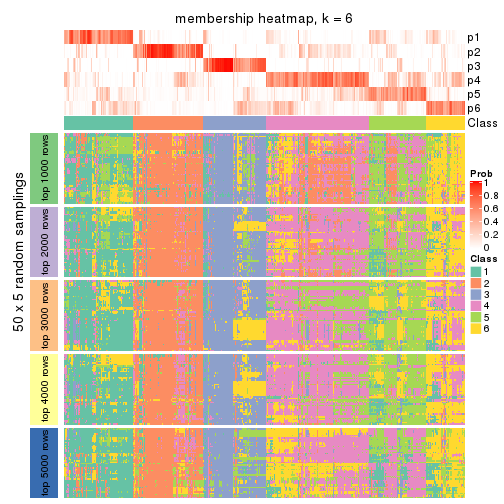 membership heatmap, k = 6
p1
p2
p3
p4
p5
p6
Class
50 x 5 random samplings
top 1000 rows
top 2000 rows
top 3000 rows
top 4000 rows
top 5000 rows
Prob
1
0.8
0.6
0.4
0.2
0
Class
1
2
3
4
5
6